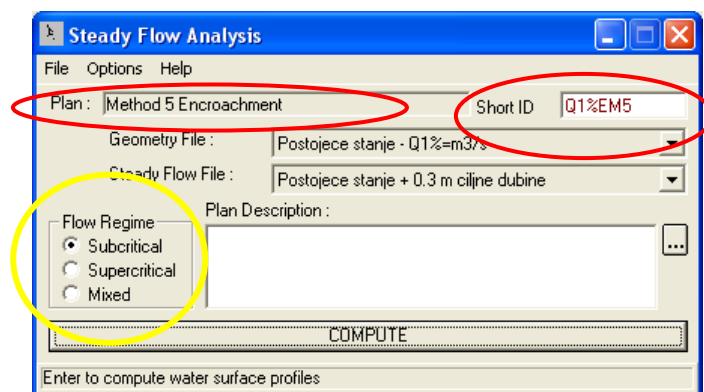 Steady Flow Analysis
File Options Help
Plan : Method 5 Encroachment Short ID Q1%EM5
Geometry File : Postojece stanje - Q1%=m3/s
Steady Flow File : Postojece stanje + 0.3 m ciljne dubine
Flow Regime Plan Description :
Subcritical ...
Supercritical
Mixed
COMPUTE
Enter to compute water surface profiles